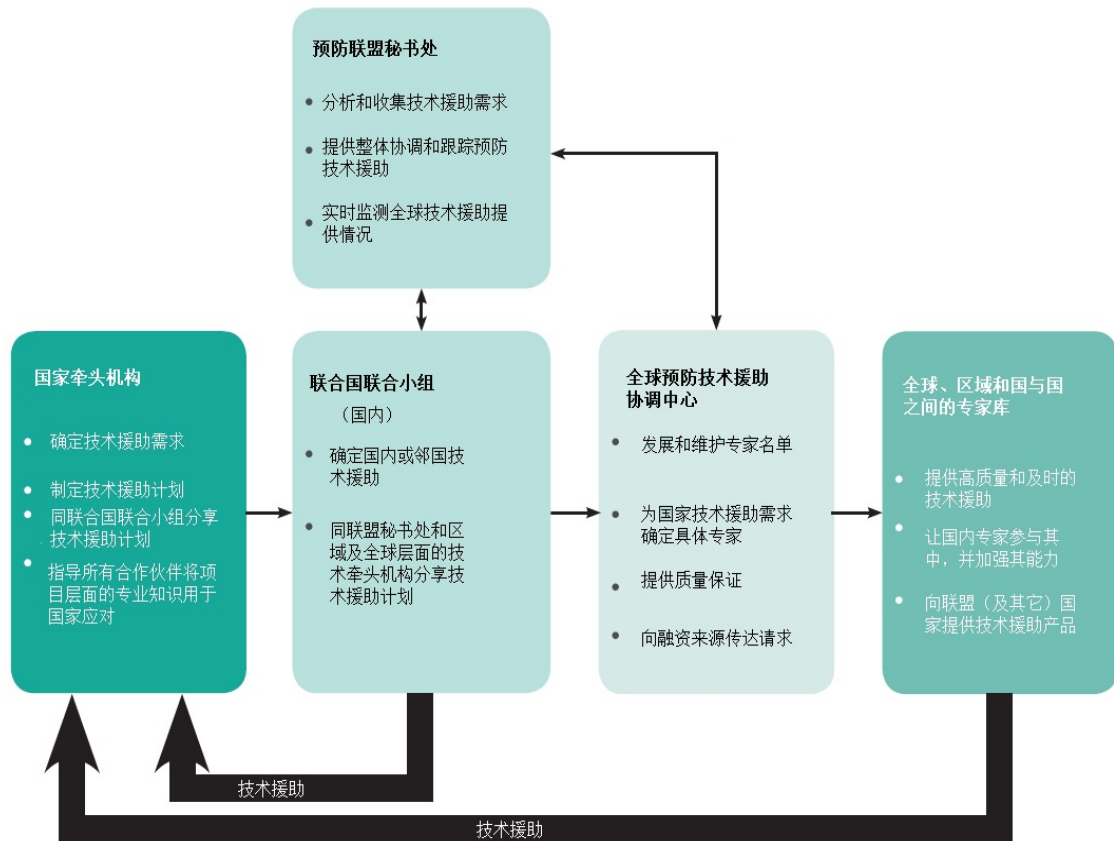 预防联盟秘书处
分析和收集技术援助需求
提供整体协调和跟踪预防
技术援助
实时监测全球技术援助提
供情况
国家牵头机构
确定技术援助需求
制定技术援助计划
同联合国联合小组分享
技术援助计划.
指导所有合作伙伴将项
目层面的专业知识用于
国家应对
联合国联合小组
（国内）
确定国内或邻国技
术援助
同联盟秘书处和区
域及全球层面的技
术牵头机构分享技
术援助计划
全球预防技术援助
协调中心
发展和维护专家名单
为国家技术援助需求
确定具体专家
提供质量保证
向融资来源传达请求
全球、区域和国与国
之间的专家库
提供高质量和及时的
技术援助
让国内专家参与其
中，并加强其能力
向联盟（及其它）国
家提供技术援助产品
技术援助
技术援助